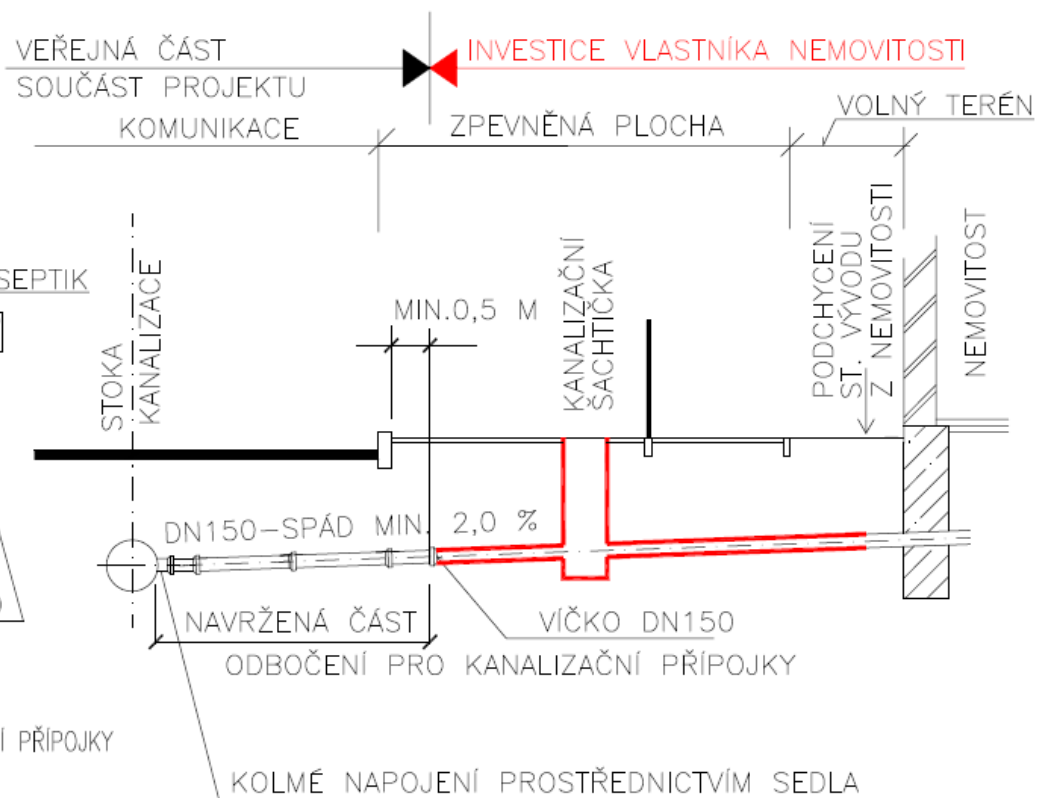 VEŘEJNÁ ČÁST
INVESTICE VLASTNÍKA NEMOVITOSTI
SOUČÁST PROJEKTU
KOMUNIKACE
ZPEVNĚNÁ PLOCHA
VOLNÝ TERÉN
SEPTIK
STOKA
KANALIZACE
MIN.0,5 M
KANALIZAČNÍ
ŠACHTIČKA
PODCHYCENÍ
ST. VÝVODU
Z NEMOVITOSTI
NEMOVITOST
DN150-SPÁD MIN. 2,0 %
NAVRŽENÁ ČÁST
VÍČKO DN150
ODBOČENÍ PRO KANALIZAČNÍ PŘÍPOJKY
Í PŘÍPOJKY
KOLMÉ NAPOJENÍ PROSTŘEDNICTVÍM SEDLA